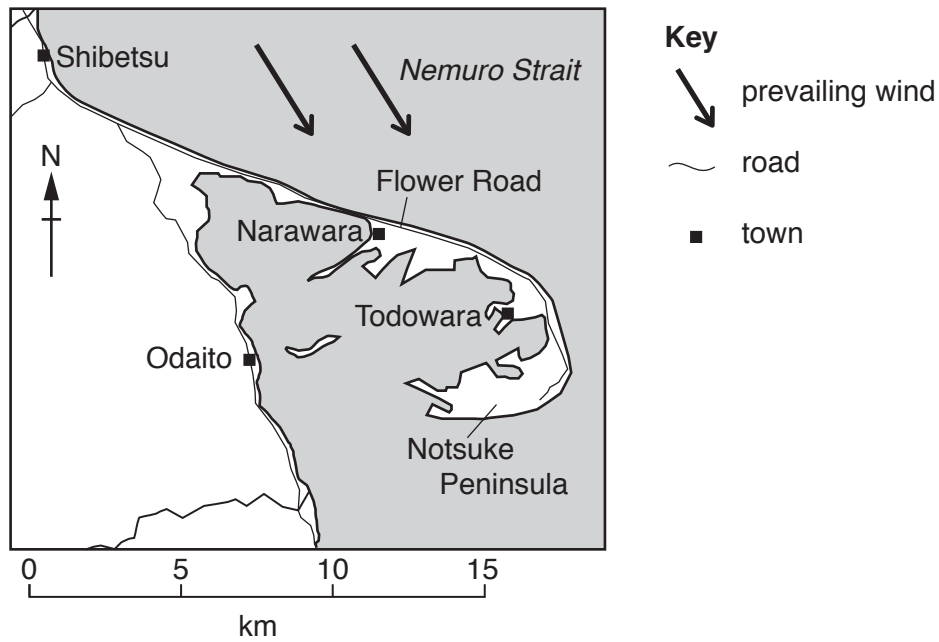 Shibetsu
Nemuro Strait
N
Flower Road
Narawara
Todowara
Odaito
Notsuke
Peninsula
0 5 10 15
km
Key
prevailing wind
road
town